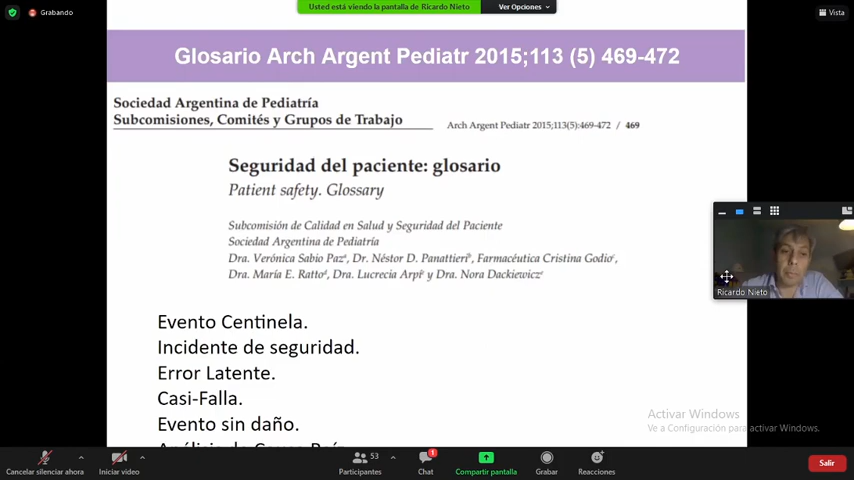 Grabando
Usted está viendo la pantalla de Ricardo Nieto
Ver Opciones
Vista
Glosario Arch Argent Pediatr 2015;113 (5) 469-472
Sociedad Argentina de Pediatría
Subcomisiones, Comités y Grupos de Trabajo
Arch Argent Pediatr 2015;113(5):469-472 / 469
Seguridad del paciente: glosario
Patient safety. Glossary
Subcomisión de Calidad en Salud y Seguridad del Paciente
Sociedad Argentina de Pediatría
Dra. Verónica Sabio Paz, Dr. Néstor D. Panattieri, Farmacéutica Cristina Godio,
Dra. María E. Ratto, Dra. Lucrecia Arpí y Dra. Nora Dackiewicz
Ricardo Nieto
Evento Centinela.
Incidente de seguridad.
Error Latente.
Casi-Falla.
Evento sin daño.
Activar Windows
Ve a Configuración para activar Windows.
Cancelar silenciar ahora
Iniciar video
53
Participantes
1
Chat
Compartir pantalla
Grabar
Reacciones
Salir